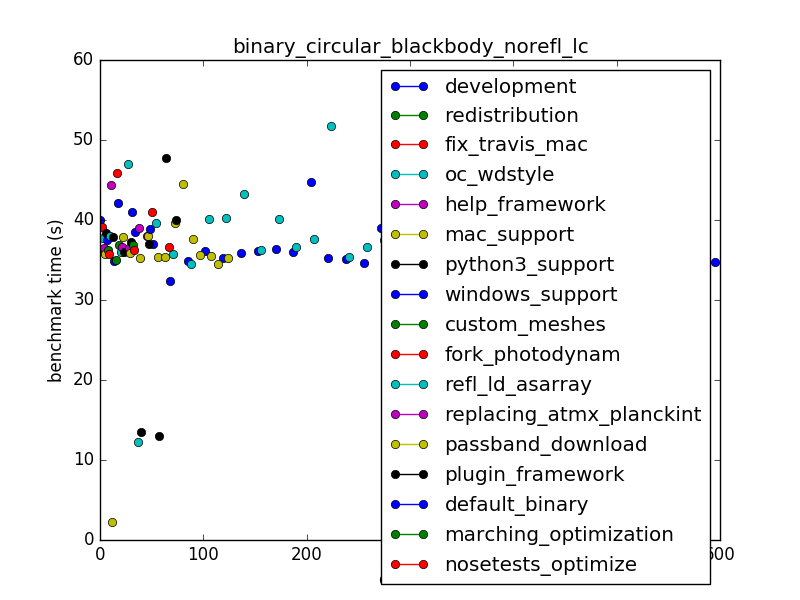 binary_circular_blackbody_norefl_lc
60
50
40
30
20
10
0
benchmark time (s)
0
100
200
development
redistribution
fix_travis_mac
oc_wdstyle
help_framework
mac_support
python3_support
windows_support
custom_meshes
fork_photodynam
refl_ld_asarray
replacing_atmx_planckint
passband_download
plugin_framework
default_binary
marching_optimization
nosetests_optimize